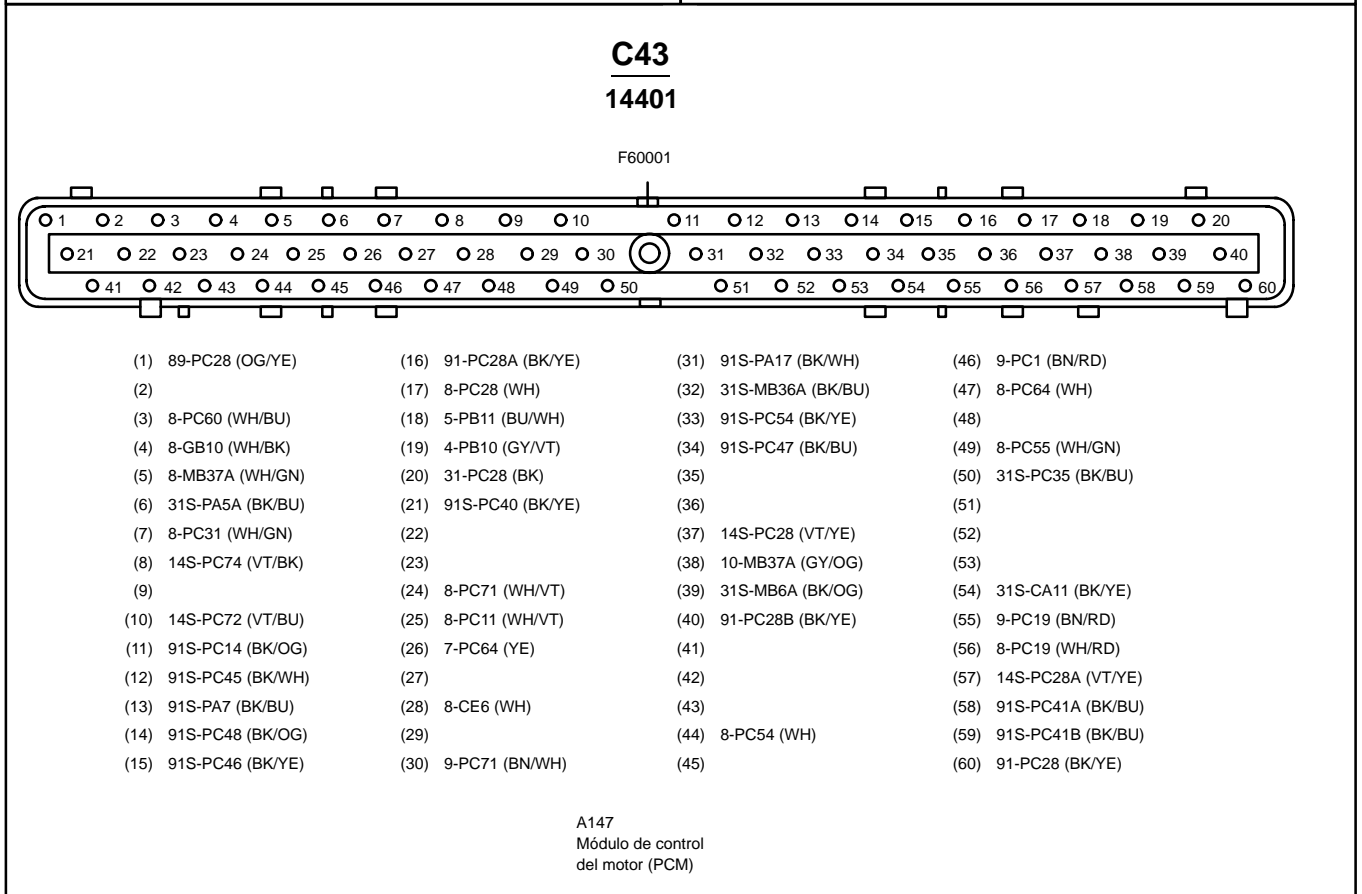 C43
14401
F60001
1 2 3 4 5 6 7 8 9 10 11 12 13 14 15 16 17 18 19 20
21 22 23 24 25 26 27 28 29 30 31 32 33 34 35 36 37 38 39 40
41 42 43 44 45 46 47 48 49 50 51 52 53 54 55 56 57 58 59 60
(1) 89-PC28 (OG/YE)
(2)
(3) 8-PC60 (WH/BU)
(4) 8-GB10 (WH/BK)
(5) 8-MB37A (WH/GN)
(6) 31S-PA5A (BK/BU)
(7) 8-PC31 (WH/GN)
(8) 14S-PC74 (VT/BK)
(9)
(10) 14S-PC72 (VT/BU)
(11) 91S-PC14 (BK/OG)
(12) 91S-PC45 (BK/WH)
(13) 91S-PA7 (BK/BU)
(14) 91S-PC48 (BK/OG)
(15) 91S-PC46 (BK/YE)
(16) 91-PC28A (BK/YE)
(17) 8-PC28 (WH)
(18) 5-PB11 (BU/WH)
(19) 4-PB10 (GY/VT)
(20) 31-PC28 (BK)
(21) 91S-PC40 (BK/YE)
(22)
(23)
(24) 8-PC71 (WH/VT)
(25) 8-PC11 (WH/VT)
(26) 7-PC64 (YE)
(27)
(28) 8-CE6 (WH)
(29)
(30) 9-PC71 (BN/WH)
(31) 91S-PA17 (BK/WH)
(32) 31S-MB36A (BK/BU)
(33) 91S-PC54 (BK/YE)
(34) 91S-PC47 (BK/BU)
(35)
(36)
(37) 14S-PC28 (VT/YE)
(38) 10-MB37A (GY/OG)
(39) 31S-MB6A (BK/OG)
(40) 91-PC28B (BK/YE)
(41)
(42)
(43)
(44) 8-PC54 (WH)
(45)
(46) 9-PC1 (BN/RD)
(47) 8-PC64 (WH)
(48)
(49) 8-PC55 (WH/GN)
(50) 31S-PC35 (BK/BU)
(51)
(52)
(53)
(54) 31S-CA11 (BK/YE)
(55) 9-PC19 (BN/RD)
(56) 8-PC19 (WH/RD)
(57) 14S-PC28A (VT/YE)
(58) 91S-PC41A (BK/BU)
(59) 91S-PC41B (BK/BU)
(60) 91-PC28 (BK/YE)
A147
Módulo de control
del motor (PCM)